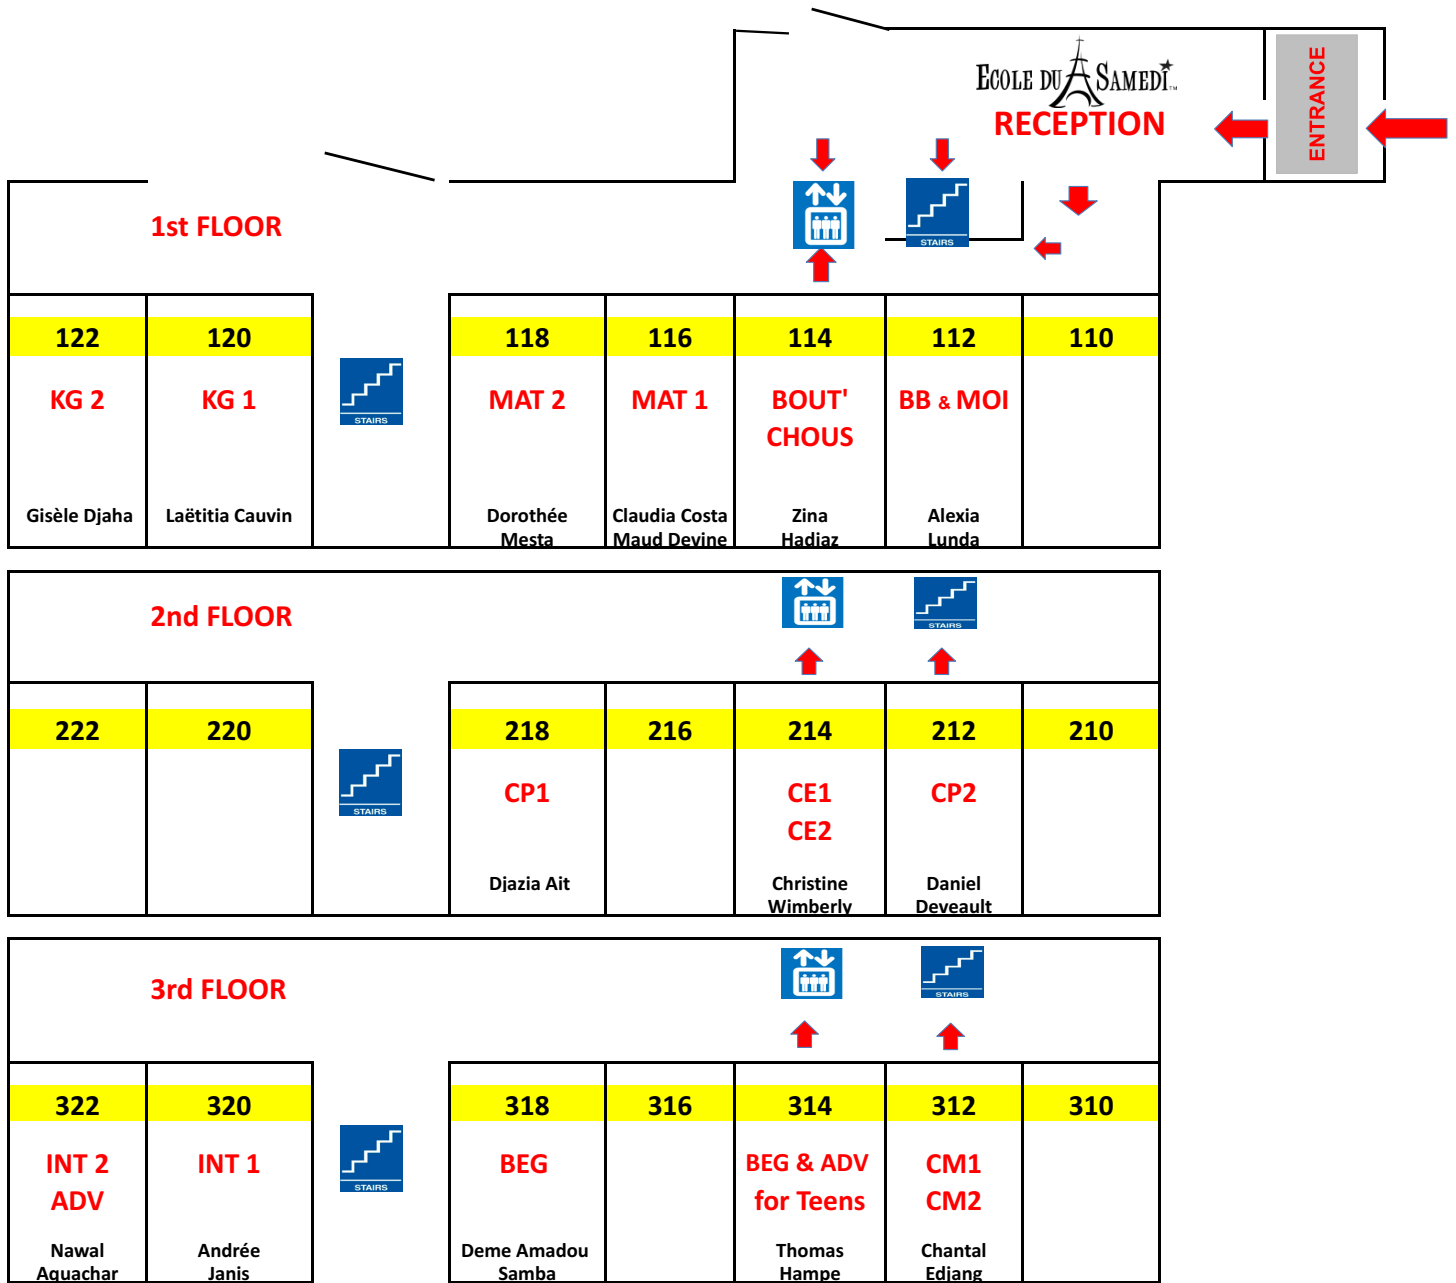 ECOLE DU SAMEDI™
RECEPTION
ENTRANCE
1st FLOOR
STAIRS
122 120 118 116 114 112 110
KG 2 KG 1 MAT 2 MAT 1 BOUT' BB & MOI
CHOUS
STAIRS
Gisèle Djaha Laëtitia Cauvin Dorothée Claudia Costa Zina Alexia
Mesta Maud Devine Hadjaz Lunda
2nd FLOOR
STAIRS
222 220 218 216 214 212 210
CP1 CE1 CP2
CE2
STAIRS
Djazia Ait Christine Daniel
Wimberly Deveault
3rd FLOOR
STAIRS
322 320 318 316 314 312 310
INT 2 INT 1 BEG BEG & ADV CM1
ADV for Teens CM2
STAIRS
Nawal Andrée Deme Amadou Thomas Chantal
Aquachar Janis Samba Hampe Edjang